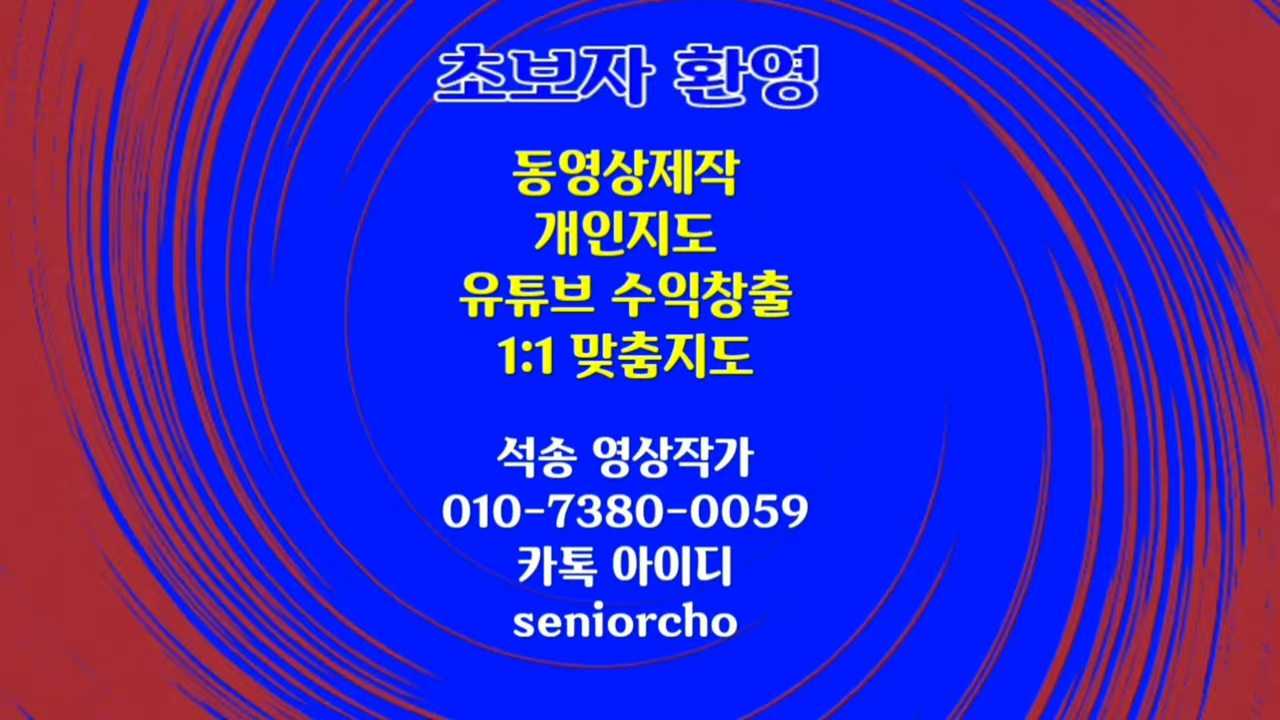 초보자 환영
동영상제작
개인지도
유튜브 수익창출
1:1 맞춤지도
석송 영상작가
010-7380-0059
카톡 아이디
seniorcho